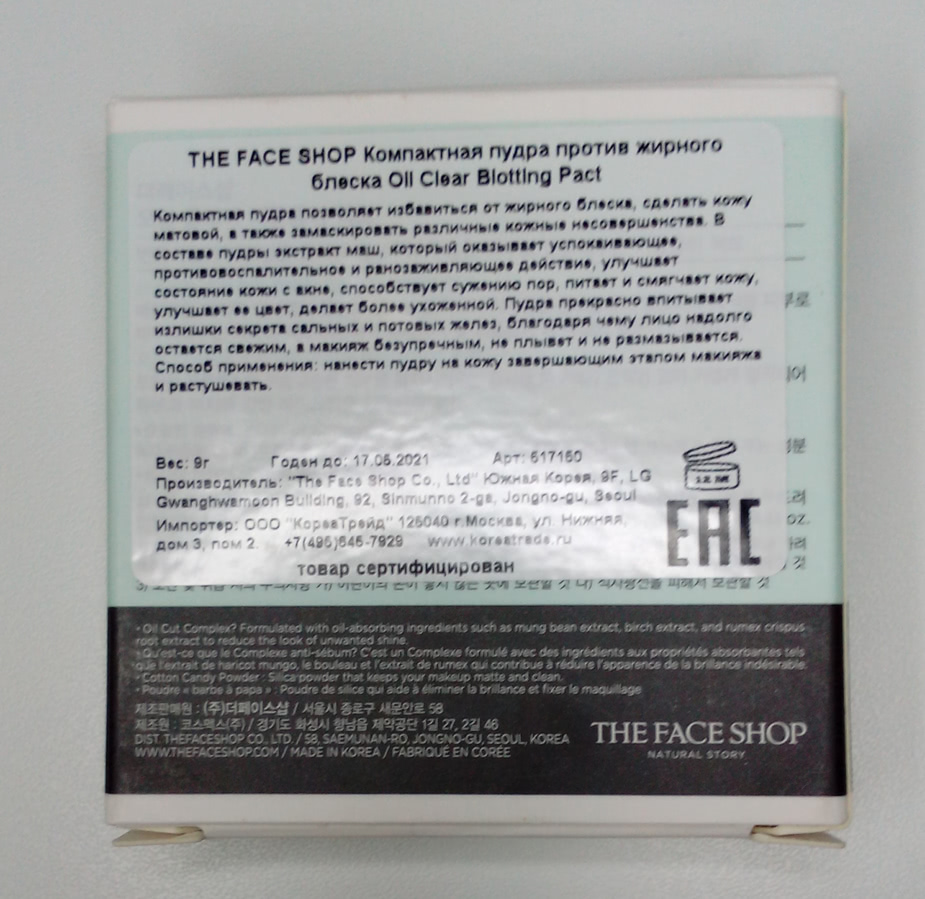 THE FACE SHOP Компактная пудра против жирного
блеска Oil Clear Blotting Pact
Компактная пудра позволяет избавиться от жирного блеска, сделать кожу
матовой, а также замаскировать различные кожные несовершенства. В
составе пудры экстракт маш, который оказывает успокаивающее,
противовоспалительное и ранозаживляющее действие, улучшает
состояние кожи с акне, способствует сужению пор, питает и смягчает кожу,
улучшает ее цвет, делает более ухоженной. Пудра прекрасно впитывает
излишки секрета сальных и потовых желез, благодаря чему лицо надолго
остается свежим, а макияж безупречным, не плывет и не размазывается.
Способ применения: нанести пудру на кожу завершающим этапом макияжа
и растушевать.
Вес: 9г Годен до: 17.06.2021 Арт: 617160
Производитель: "The Face Shop Co., Ltd" Южная Корея, 9F, LG
Gwanghwamoon Building, 92, Sinmunno 2-ga, Jongno-gu, Seoul
Импортер: ООО "КореаТрейд" 125040 г.Москва, ул. Нижняя,
дом 3, пом 2. +7(495)645-7929 www.koreatrade.ru
товар сертифицирован
12 M
EAC
oz.
• Oil Cut Complex? Formulated with oil-absorbing ingredients such as mung bean extract, birch extract, and rumex crispus
root extract to reduce the look of unwanted shine.
• Qu'est-ce que le Complexe anti-sébum? C'est un Complexe formulé avec des ingrédients aux propriétés absorbantes tels
que l'extrait de haricot mungo, le bouleau et l'extrait de rumex qui contribue à réduire l'apparence de la brillance indésirable.
• Cotton Candy Powder : Silica powder that keeps your makeup matte and clean.
• Poudre « barbe à papa » : Poudre de silice qui aide à éliminer la brillance et fixer le maquillage
제조판매원 : (주)더페이스샵 / 서울시 종로구 새문안로 58
제조원 : 코스맥스(주) / 경기도 화성시 향남읍 제약공단 1길 27, 2길 46
DIST. THEFACESHOP CO., LTD. / 58, SAEMUNAN-RO, JONGNO-GU, SEOUL, KOREA
WWW.THEFACESHOP.COM / MADE IN KOREA / FABRIQUÉ EN CORÉE
THE FACE SHOP
NATURAL STORY